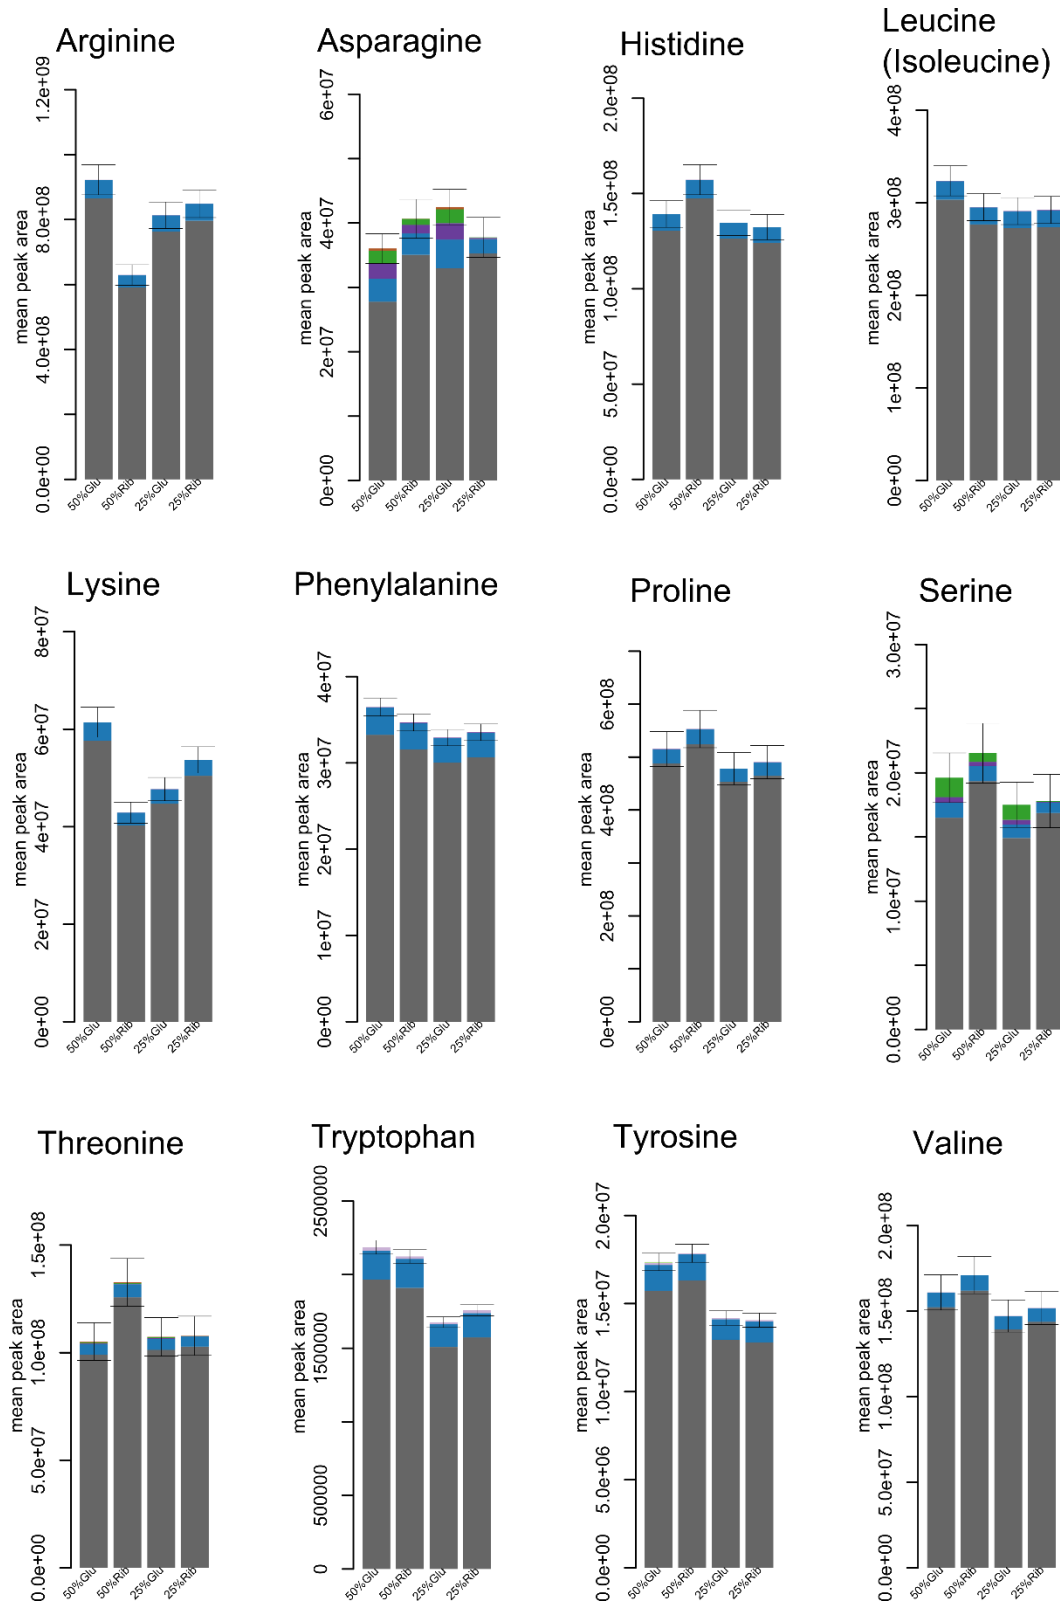 Arginine
mean peak area
0.0e+00
4.0e+08
8.0e+08
1.2e+09
50%Glu
50%Rib
25%Glu
25%Rib
Asparagine
mean peak area
0e+00
2e+07
4e+07
6e+07
50%Glu
50%Rib
25%Glu
25%Rib
Histidine
mean peak area
0.0e+00
5.0e+07
1.0e+08
1.5e+08
2.0e+08
50%Glu
50%Rib
25%Glu
25%Rib
Leucine
(Isoleucine)
mean peak area
0e+00
1e+08
2e+08
3e+08
4e+08
50%Glu
50%Rib
25%Glu
25%Rib
Lysine
mean peak area
0e+00
2e+07
4e+07
6e+07
8e+07
50%Glu
50%Rib
25%Glu
25%Rib
Phenylalanine
mean peak area
0e+00
1e+07
2e+07
3e+07
4e+07
50%Glu
50%Rib
25%Glu
25%Rib
Proline
mean peak area
0e+00
2e+08
4e+08
6e+08
50%Glu
50%Rib
25%Glu
25%Rib
Serine
mean peak area
0.0e+00
1.0e+07
2.0e+07
3.0e+07
50%Glu
50%Rib
25%Glu
25%Rib
Threonine
mean peak area
0.0e+00
5.0e+07
1.0e+08
1.5e+08
50%Glu
50%Rib
25%Glu
25%Rib
Tryptophan
mean peak area
0
500000
1500000
2500000
50%Glu
50%Rib
25%Glu
25%Rib
Tyrosine
mean peak area
0.0e+00
5.0e+06
1.0e+07
1.5e+07
2.0e+07
50%Glu
50%Rib
25%Glu
25%Rib
Valine
mean peak area
0.0e+00
5.0e+07
1.0e+08
1.5e+08
2.0e+08
50%Glu
50%Rib
25%Glu
25%Rib